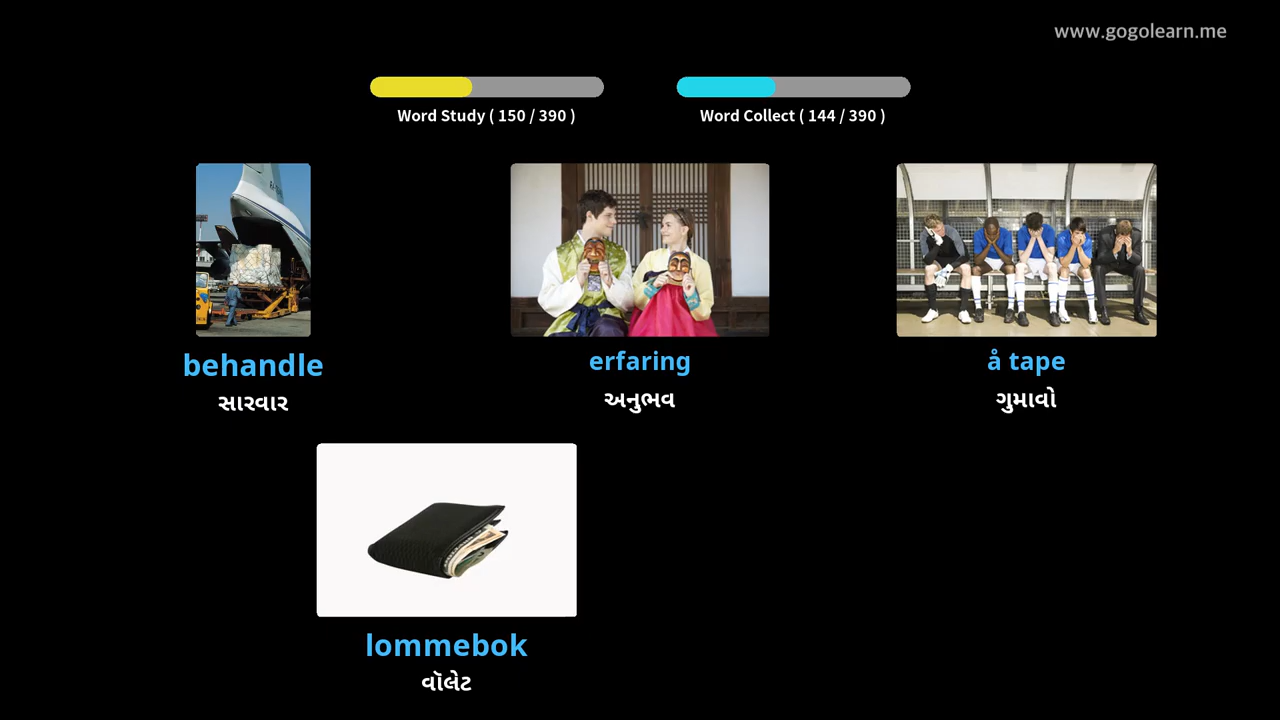 www.gogolearn.me
Word Study ( 150 / 390 )
Word Collect ( 144 / 390 )
behandle
સારવાર
erfaring
અનુભવ
å tape
ગુમાવો
lommebok
વૉલેટ